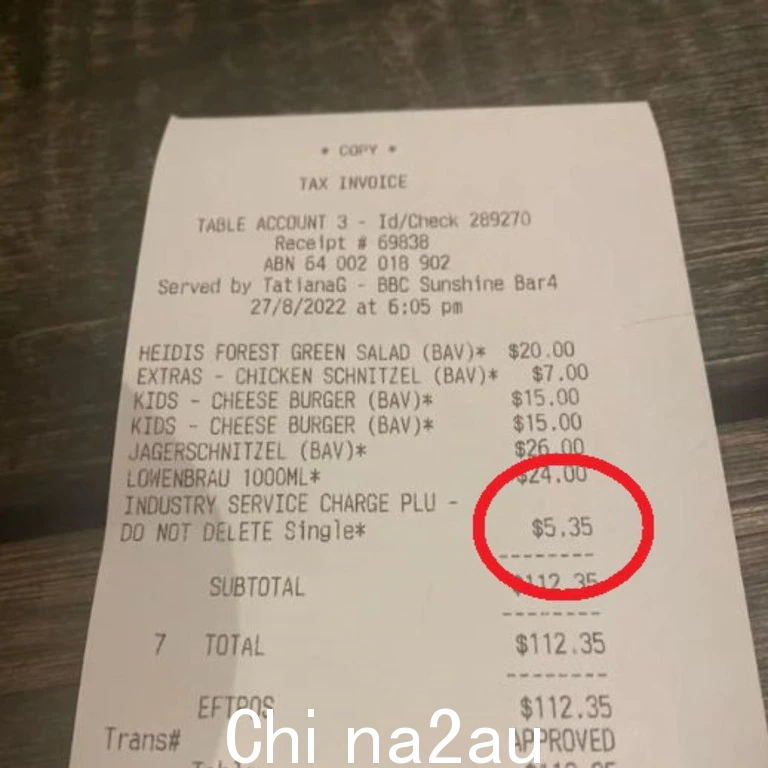 * COPY *
TAX INVOICE
TABLE ACCOUNT 3 - Id/Check 289270
Receipt # 69838
ABN 64 002 018 902
Served by TatianaG - BBC Sunshine Bar4
27/8/2022 at 6:05 pm
HEIDIS FOREST GREEN SALAD (BAV)* $20.00
EXTRAS - CHICKEN SCHNITZEL (BAV)* $7.00
KIDS - CHEESE BURGER (BAV)* $15.00
KIDS - CHEESE BURGER (BAV)* $15.00
JAGERSCHNITZEL (BAV)* $26.00
LOWENBRAU 1000ML* $24.00
INDUSTRY SERVICE CHARGE PLU -
DO NOT DELETE Single* $5.35
---------
SUBTOTAL $112.35
---------
7 TOTAL $112.35
---------
EFTPOS $112.35
Trans# APPROVED
China2au